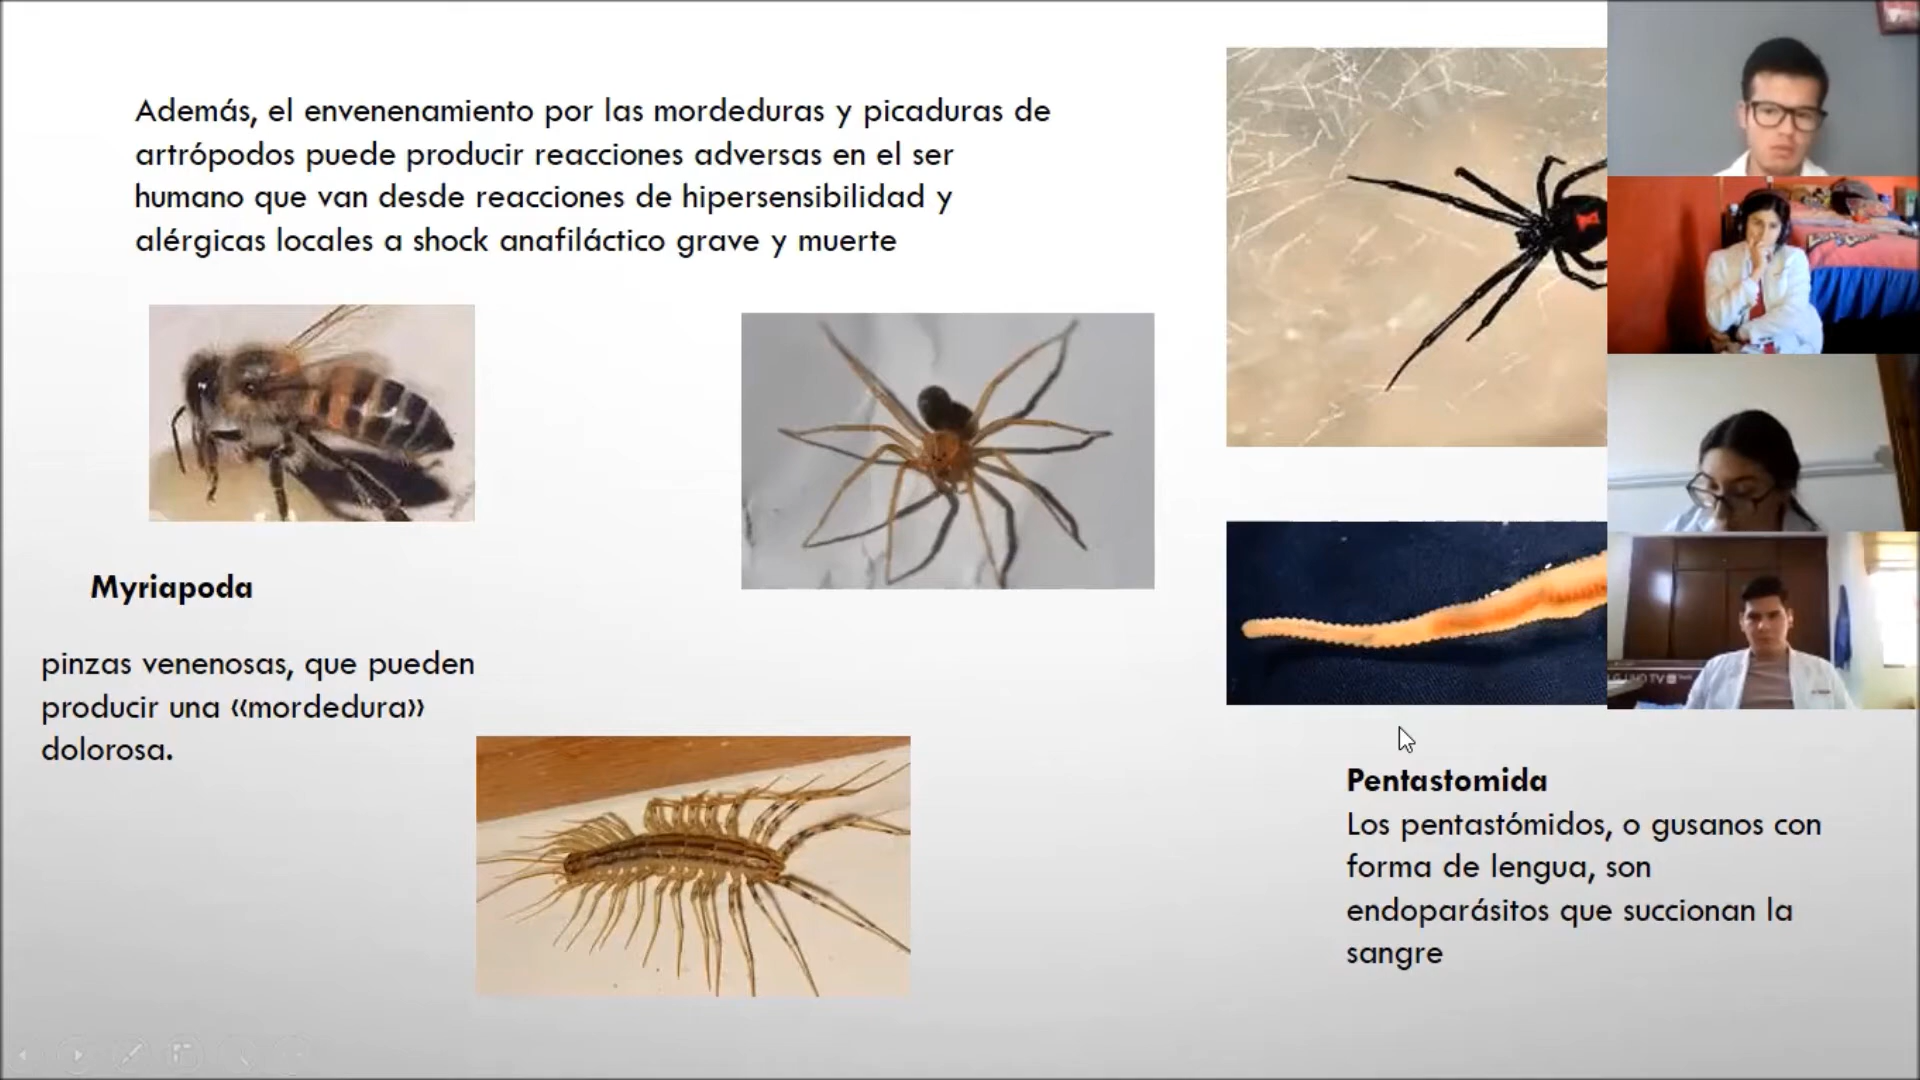 Además, el envenenamiento por las mordeduras y picaduras de
artrópodos puede producir reacciones adversas en el ser
humano que van desde reacciones de hipersensibilidad y
alérgicas locales a shock anafiláctico grave y muerte
Myriapoda
pinzas venenosas, que pueden
producir una «mordedura»
dolorosa.
Pentastomida
Los pentastómidos, o gusanos con
forma de lengua, son
endoparásitos que succionan la
sangre